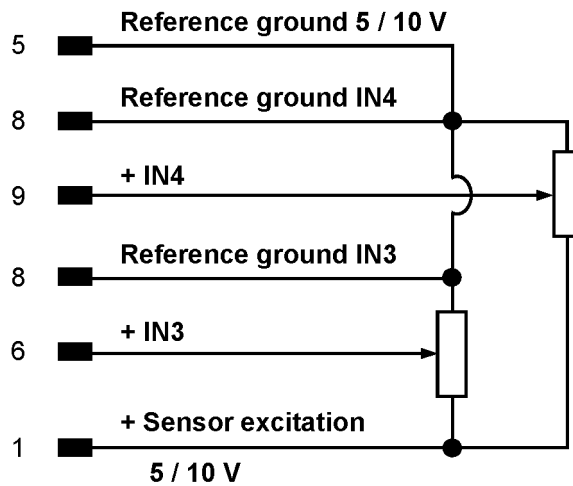 5 Reference ground 5 / 10 V
8 Reference ground IN4
9 + IN4
8 Reference ground IN3
6 + IN3
1 + Sensor excitation
5 / 10 V